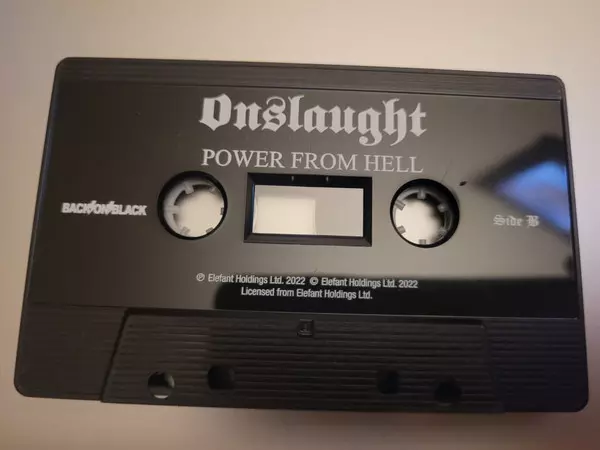 Onslaught
POWER FROM HELL
BACK ON BLACK
Side B
℗ Elefant Holdings Ltd. 2022 © Elefant Holdings Ltd. 2022
Licensed from Elefant Holdings Ltd.